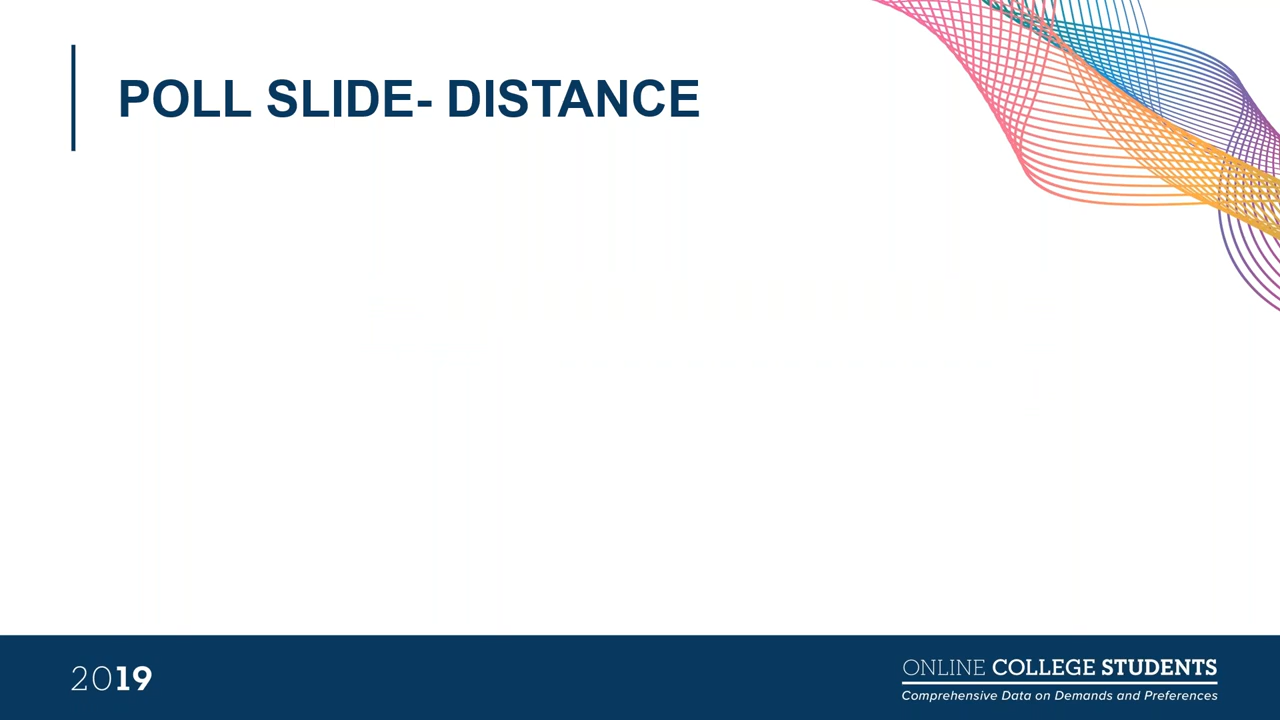 POLL SLIDE- DISTANCE
2019
ONLINE COLLEGE STUDENTS
Comprehensive Data on Demands and Preferences